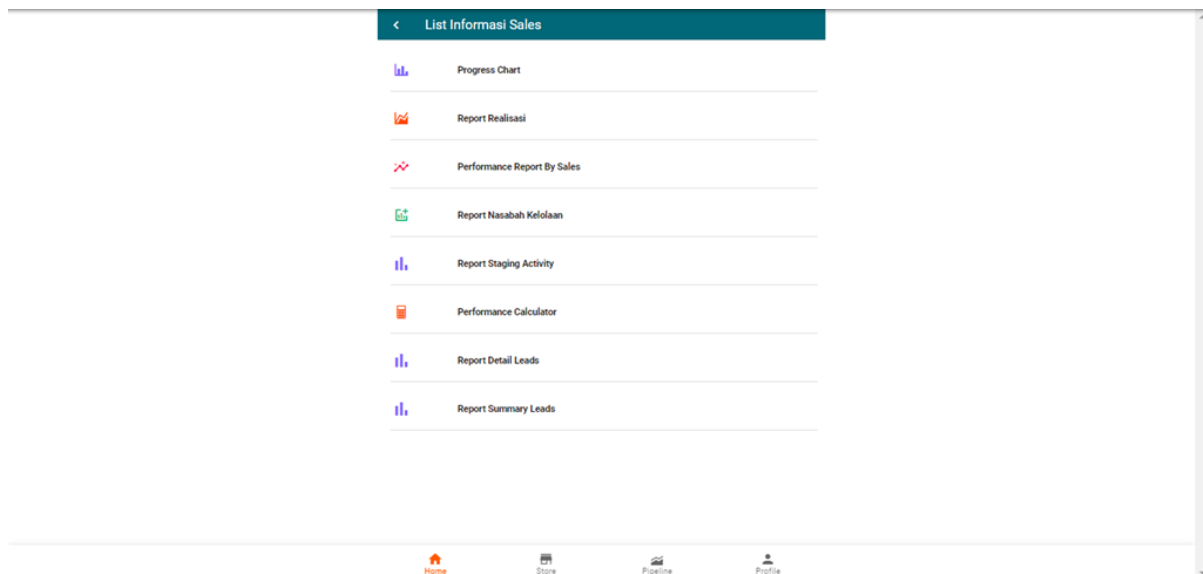 List Informasi Sales
Progress Chart
Report Realisasi
Performance Report By Sales
Report Nasabah Kelolaan
Report Staging Activity
Performance Calculator
Report Detail Leads
Report Summary Leads
Home Store Pipeline Profile